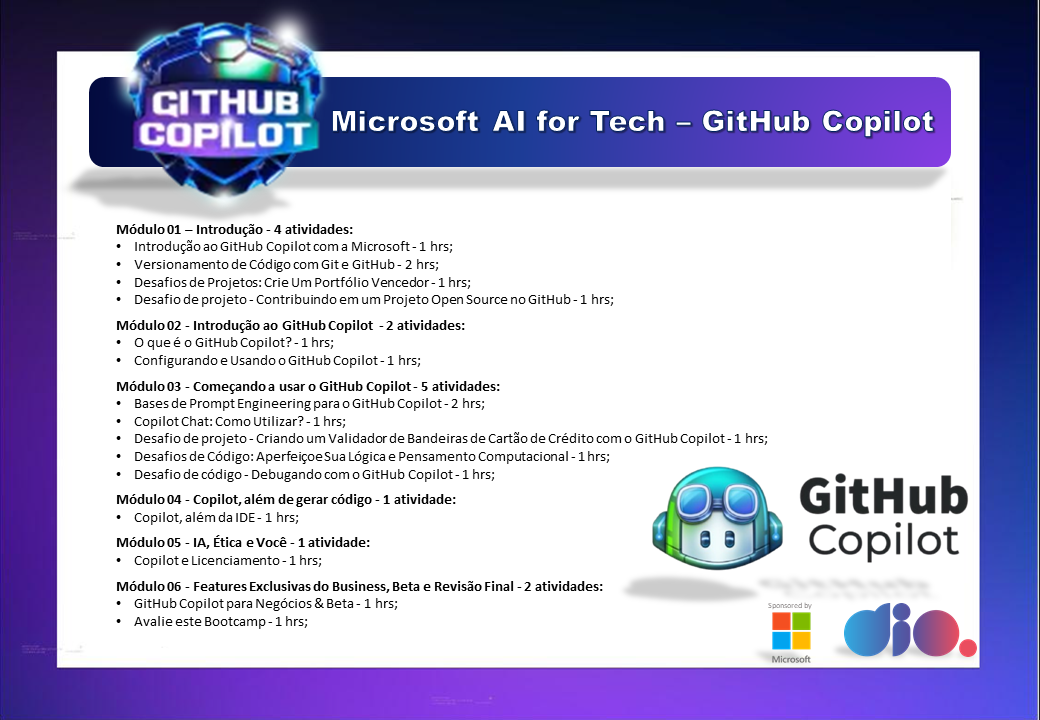 GITHUB
COPILOT
Microsoft AI for Tech – GitHub Copilot
Módulo 01 – Introdução - 4 atividades:
• Introdução ao GitHub Copilot com a Microsoft - 1 hrs;
• Versionamento de Código com Git e GitHub - 2 hrs;
• Desafios de Projetos: Crie Um Portfólio Vencedor - 1 hrs;
• Desafio de projeto - Contribuindo em um Projeto Open Source no GitHub - 1 hrs;
Módulo 02 - Introdução ao GitHub Copilot - 2 atividades:
• O que é o GitHub Copilot? - 1 hrs;
• Configurando e Usando o GitHub Copilot - 1 hrs;
Módulo 03 - Começando a usar o GitHub Copilot - 5 atividades:
• Bases de Prompt Engineering para o GitHub Copilot - 2 hrs;
• Copilot Chat: Como Utilizar? - 1 hrs;
• Desafio de projeto - Criando um Validador de Bandeiras de Cartão de Crédito com o GitHub Copilot - 1 hrs;
• Desafios de Código: Aperfeiçoe Sua Lógica e Pensamento Computacional - 1 hrs;
• Desafio de código - Debugando com o GitHub Copilot - 1 hrs;
Módulo 04 - Copilot, além de gerar código - 1 atividade:
• Copilot, além da IDE - 1 hrs;
Módulo 05 - IA, Ética e Você - 1 atividade:
• Copilot e Licenciamento - 1 hrs;
Módulo 06 - Features Exclusivas do Business, Beta e Revisão Final - 2 atividades:
• GitHub Copilot para Negócios & Beta - 1 hrs;
• Avalie este Bootcamp - 1 hrs;
GitHub
Copilot
Sponsored by
Microsoft
dio.